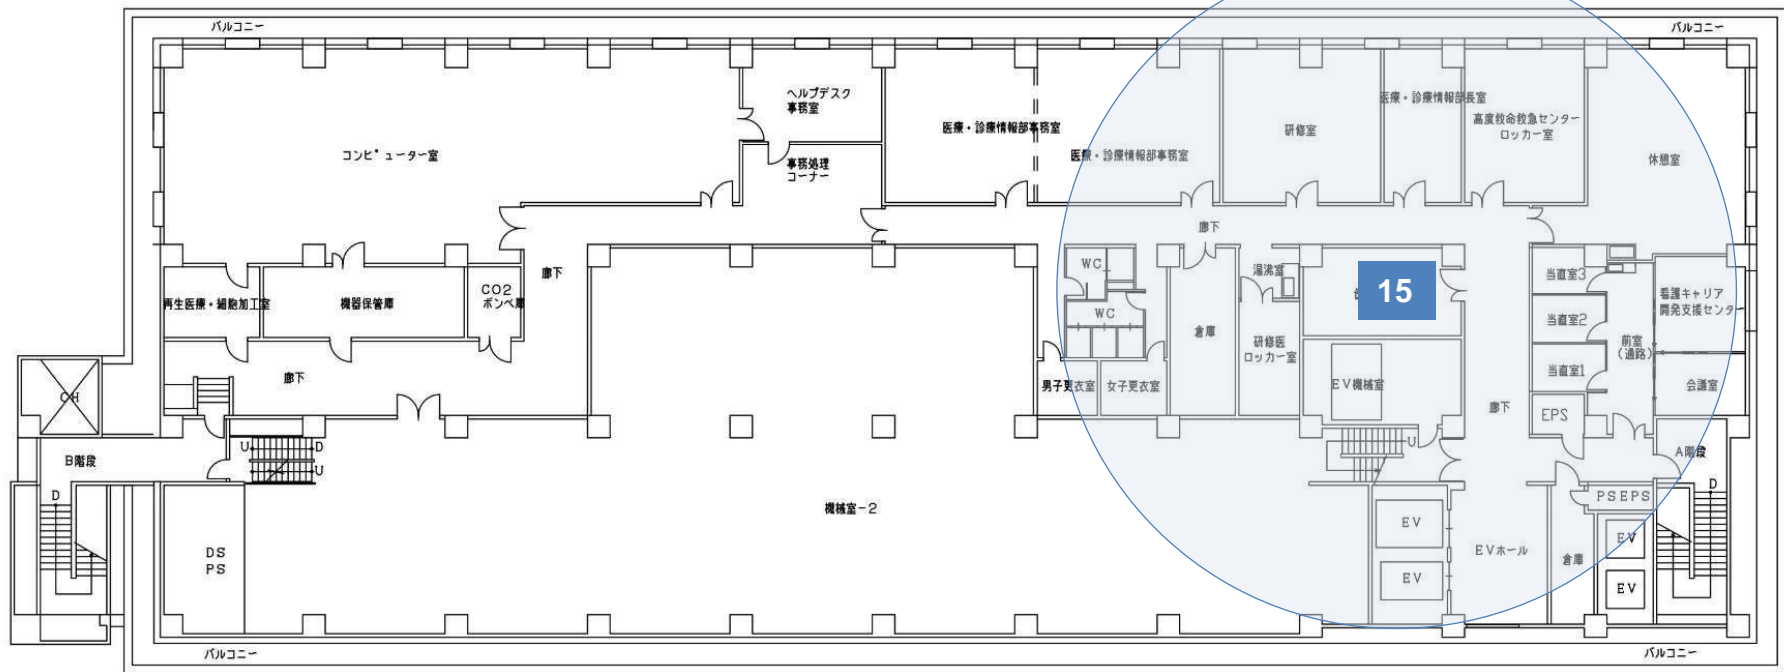 バルコニー
バルコニー
ヘルプデスク
事務室
医療・診療情報部事務室
研修室
医療・診療情報部長室
高度救命救急センター
ロッカー室
コンピューター室
事務処理
コーナー
医療・診療情報部事務室
休憩室
廊下
廊下
WC
湯沸室
15
当直室3
再生医療・細胞加工室
機器保管庫
CO2
ボンベ庫
看護キャリア
開発支援センター
WC
倉庫
当直室2
研修医
ロッカー室
前室
(通路)
廊下
男子更衣室
女子更衣室
EV機械室
当直室1
会議室
CH
廊下
EPS
U
D
U
U
B階段
A階段
D
D
機械室-2
PS
EPS
EV
EV
DS
PS
EVホール
倉庫
EV
EV
バルコニー
バルコニー